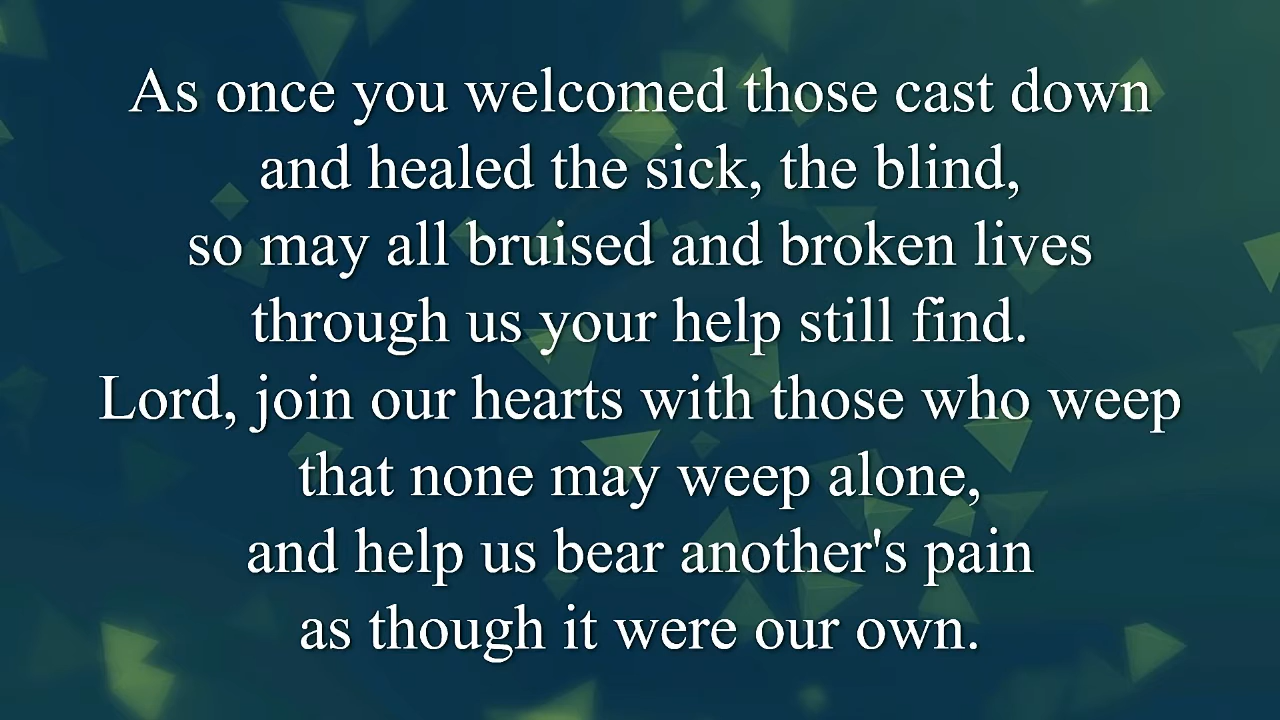 As once you welcomed those cast down
and healed the sick, the blind,
so may all bruised and broken lives
through us your help still find.
Lord, join our hearts with those who weep
that none may weep alone,
and help us bear another's pain
as though it were our own.